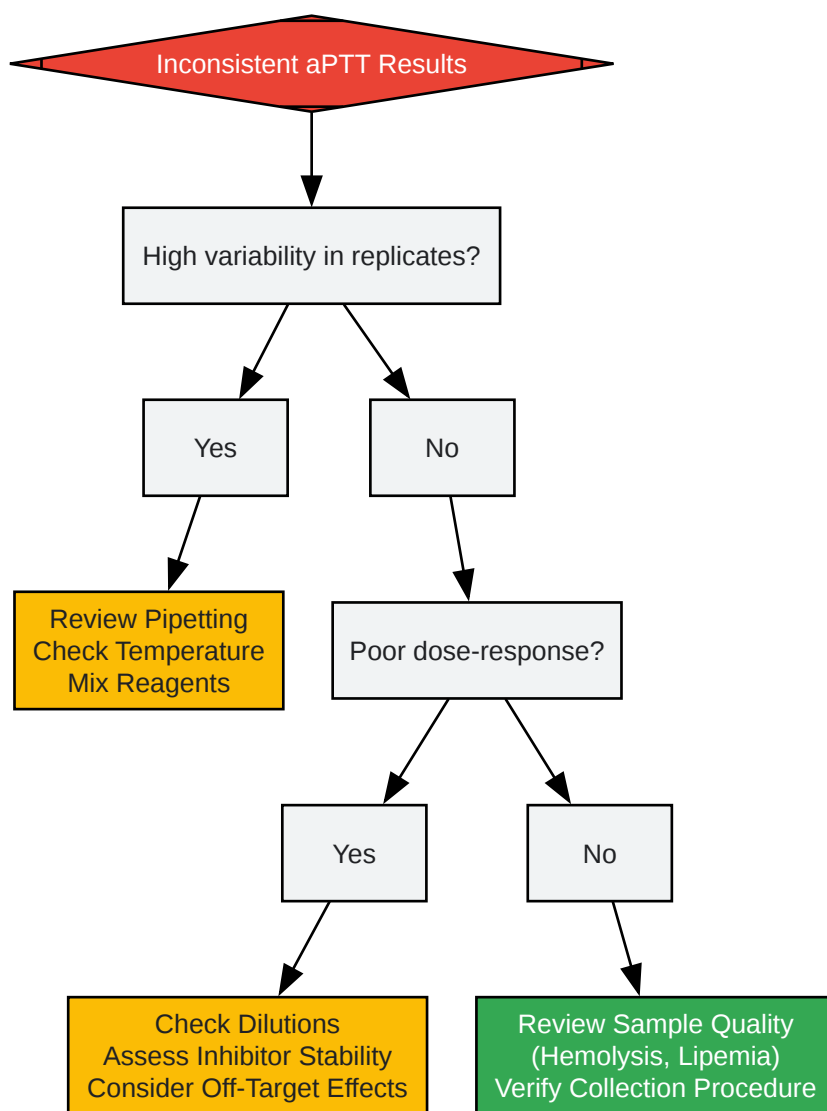 Inconsistent aPTT Results
High variability in replicates?
Yes
No
Review Pipetting
Check Temperature
Mix Reagents
Poor dose-response?
Yes
No
Check Dilutions
Assess Inhibitor Stability
Consider Off-Target Effects
Review Sample Quality
(Hemolysis, Lipemia)
Verify Collection Procedure